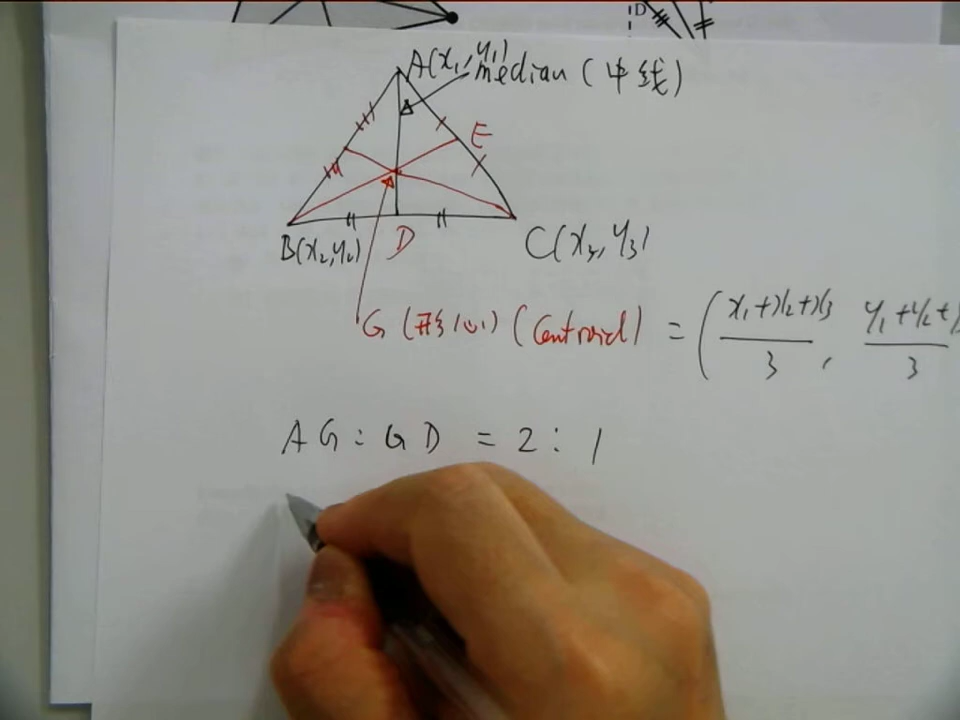 D
A(x₁, y₁)
median (中线)
E
B(x₂, y₂)
D
C(x₃, y₃)
G (形心) (Centroid) = (x₁+x₂+x₃/3, y₁+y₂+/3
AG : GD = 2 : 1